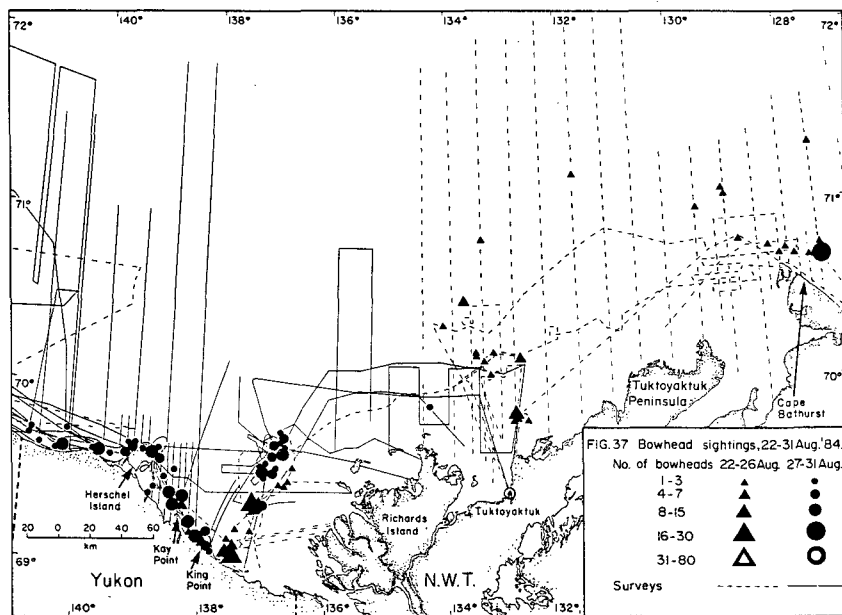 72°
140°
138°
136°
134°
132°
130°
128°
72°
71°
71°
70°
70°
Tuktoyaktuk
Peninsula
Cape
Bathurst
Herschel
Island
20 0 20 40 60
km
Kay
Point
King
Point
Richards
Island
Tuktoyaktuk
69°
Yukon
N.W.T.
140°
138°
136°
134°
132°
FIG. 37 Bowhead sightings, 22-31 Aug.'84.
No. of bowheads 22-26 Aug. 27-31 Aug.
1-3
4-7
8-15
16-30
31-80
Surveys